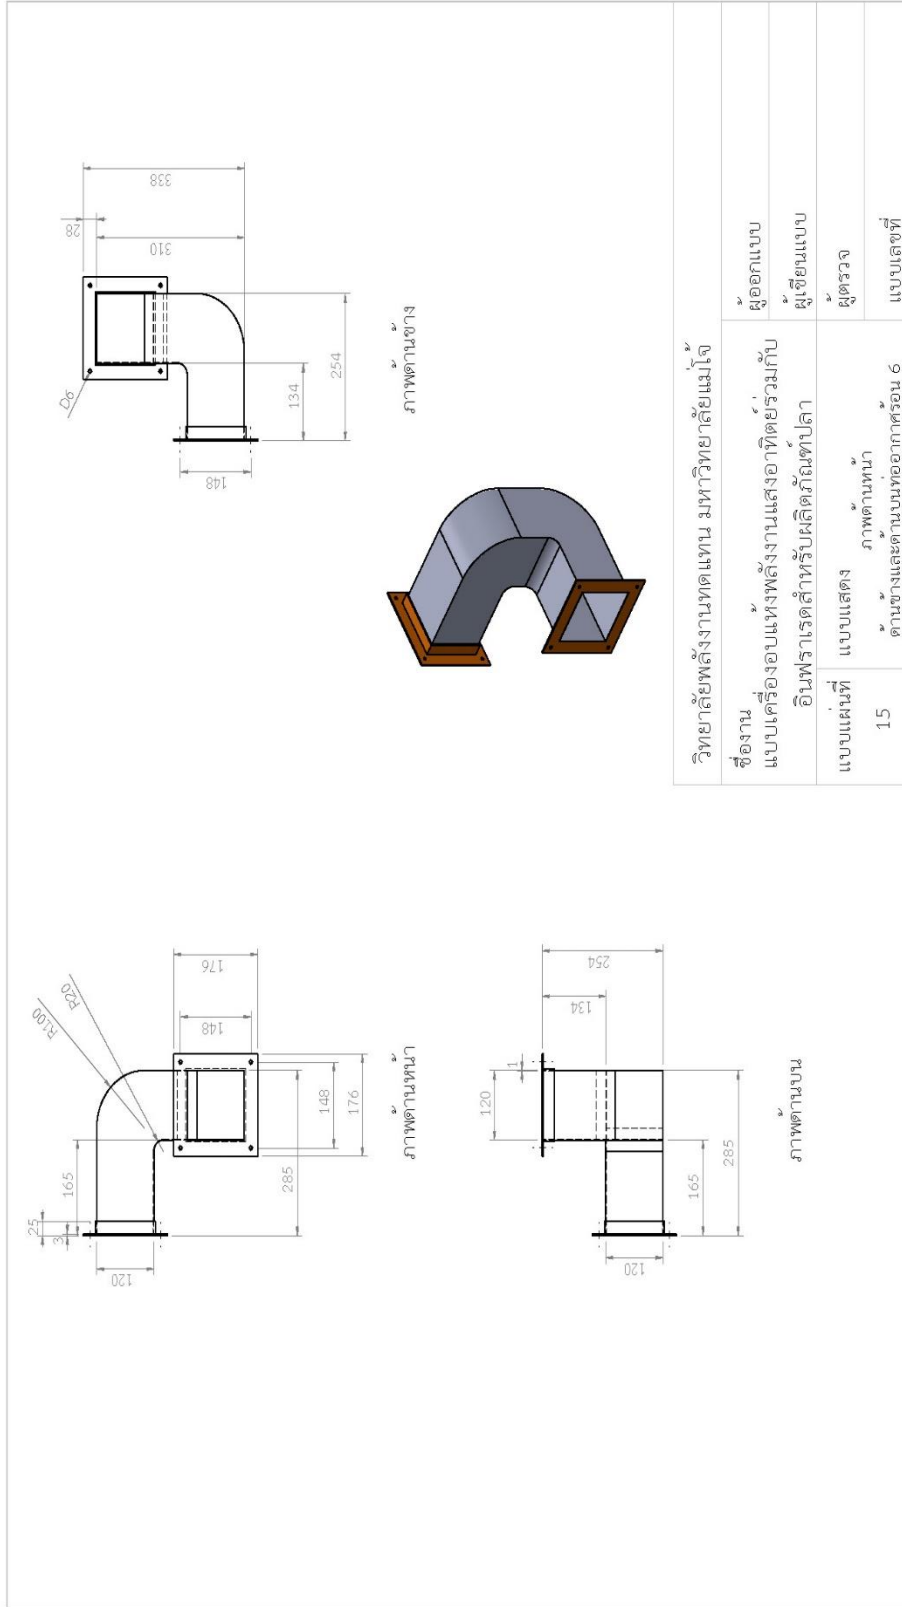 R100
R20
25
3
165
120
176
148
148
176
285
ภาพด้านหน้า
D6
28
338
310
148
134
254
ภาพด้านข้าง
120
1
254
134
120
165
285
ภาพด้านบน
วิทยาลัยพลังงานทดแทน มหาวิทยาลัยแม่โจ้
ชื่องาน
แบบเครื่องอบแห้งพลังงานแสงอาทิตย์ร่วมกับ
อินฟราเรดสำหรับผลิตภัณฑ์ปลา
ผู้ออกแบบ
ผู้เขียนแบบ
แบบแผ่นที่
15
แบบแสดง
ภาพด้านหน้า
ด้านข้างและด้านบนท่ออากาศร้อน 6
ผู้ตรวจ
แบบเลขที่